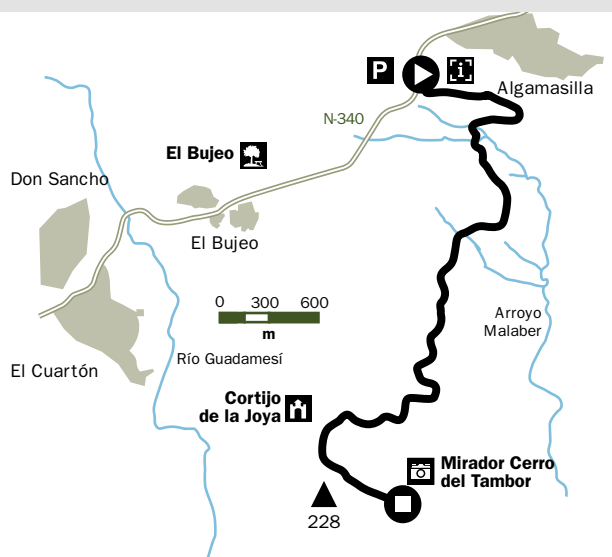 P
i
Algamasilla
N-340
El Bujeo
Don Sancho
El Bujeo
0 300 600
m
Arroyo
Malaber
Río Guadamesí
El Cuartón
Cortijo
de la Joya
Mirador Cerro
del Tambor
228